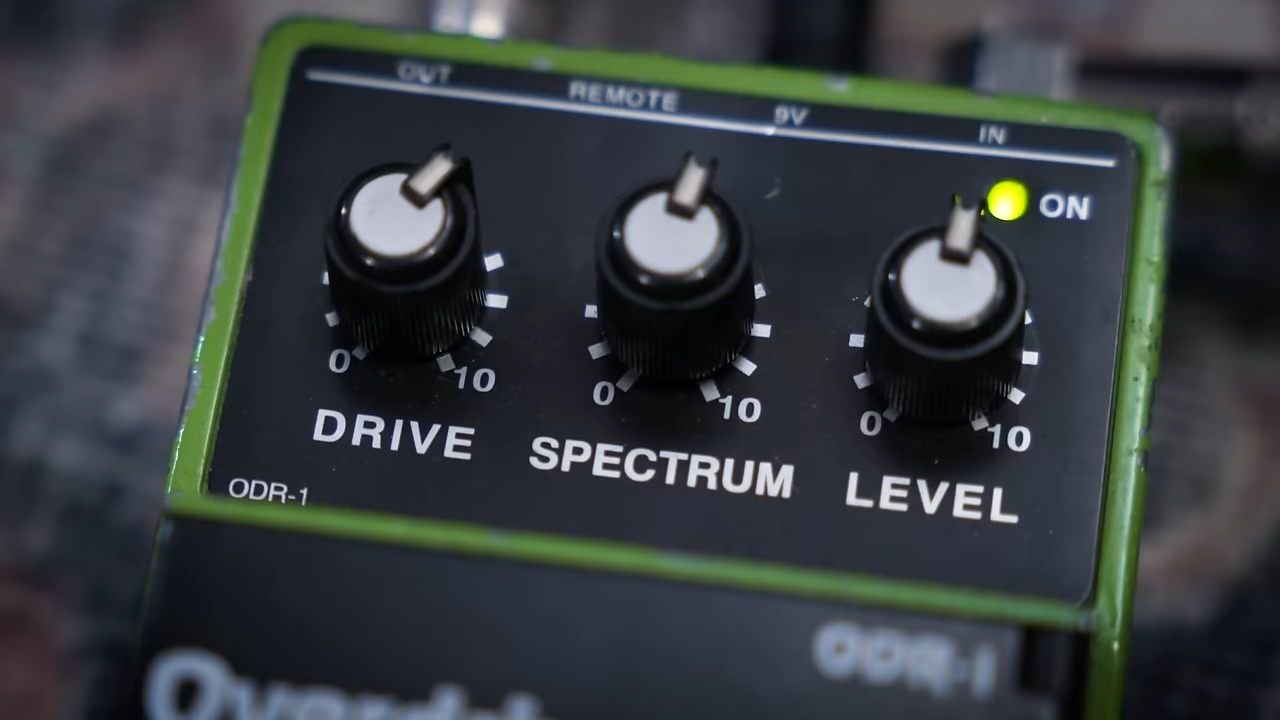 OUT REMOTE 9V IN
ON
0 10 0 10 0 10
DRIVE SPECTRUM LEVEL
ODR-1
ODR-1